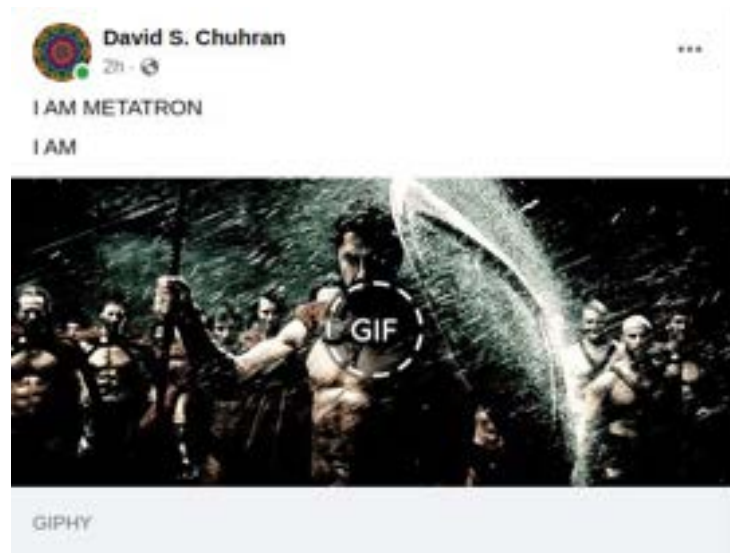 David S. Chuhran
2h ·
I AM METATRON
I AM
GIF
GIPHY